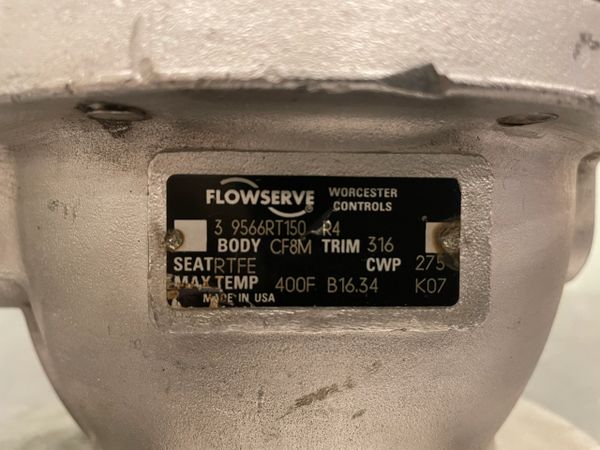 FLOWSERVE WORCESTER
CONTROLS
3 9566RT150 R4
BODY CF8M TRIM 316
SEAT RTFE CWP 275
MAX TEMP 400F B16.34 K07
MADE IN USA